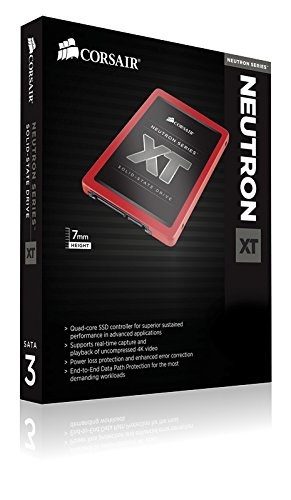 CORSAIR
NEUTRON SERIES™
SOLID-STATE DRIVE
XT
SATA
3
CORSAIR
NEUTRON SERIES™
NEUTRON
XT
NEUTRON SERIES™
XT
SOLID-STATE DRIVE
7mm
HEIGHT
› Quad-core SSD controller for superior sustained
performance in advanced applications
› Supports real-time capture and
playback of uncompressed 4K video
› Power loss protection and enhanced error correction
› End-to-End Data Path Protection for the most
demanding workloads